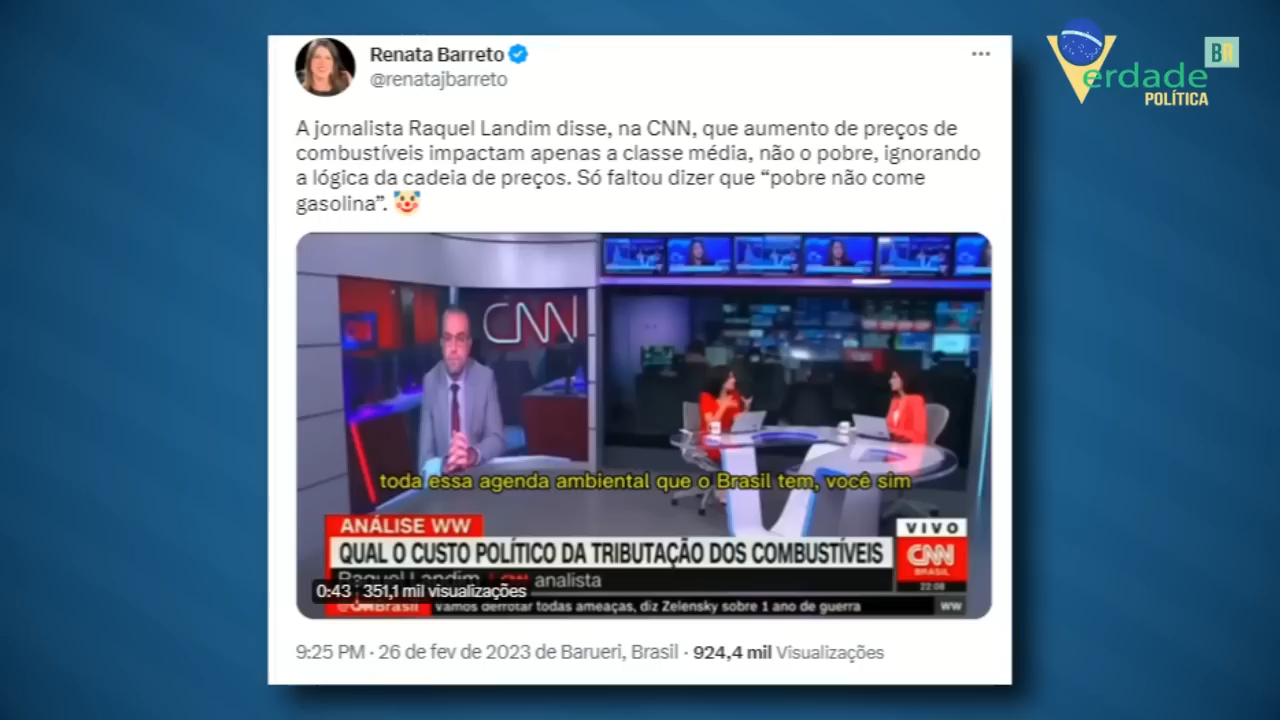 Renata Barreto
@renatajbarreto
BR
erdade
POLÍTICA
A jornalista Raquel Landim disse, na CNN, que aumento de preços de
combustíveis impactam apenas a classe média, não o pobre, ignorando
a lógica da cadeia de preços. Só faltou dizer que “pobre não come
gasolina”.
CNN
toda essa agenda ambiental que o Brasil tem, você sim
ANÁLISE WW
VIVO
QUAL O CUSTO POLÍTICO DA TRIBUTAÇÃO DOS COMBUSTÍVEIS
CNN
BRASIL
Raquel Landim CNN analista
22:08
0:43 351,1 mil visualizações
@CNNBrasil Vamos derrotar todas ameaças, diz Zelensky sobre 1 ano de guerra WW
9:25 PM · 26 de fev de 2023 de Barueri, Brasil · 924,4 mil Visualizações